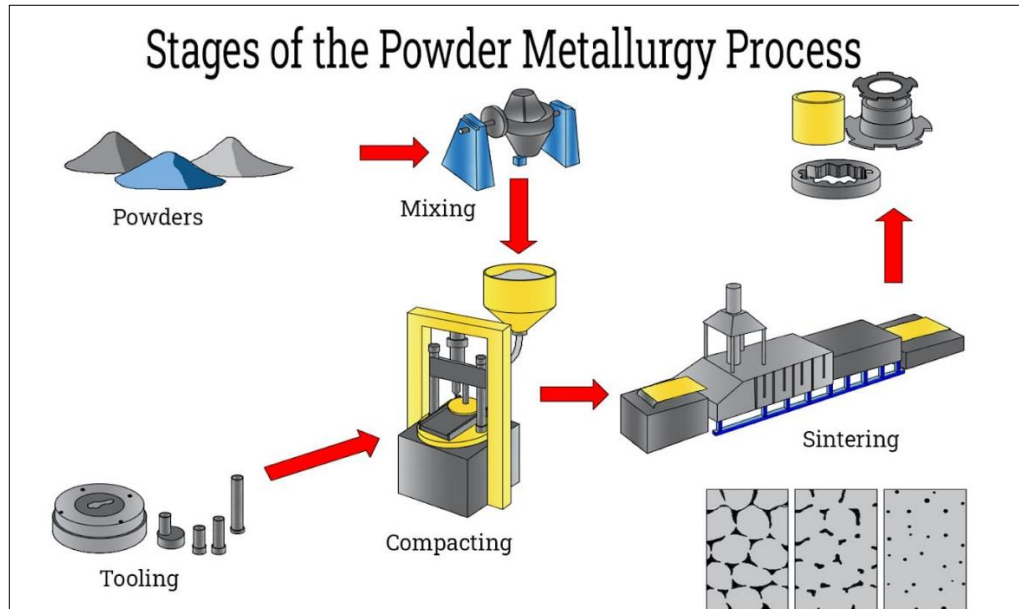 Stages of the Powder Metallurgy Process
Powders
Mixing
Sintering
Compacting
Tooling